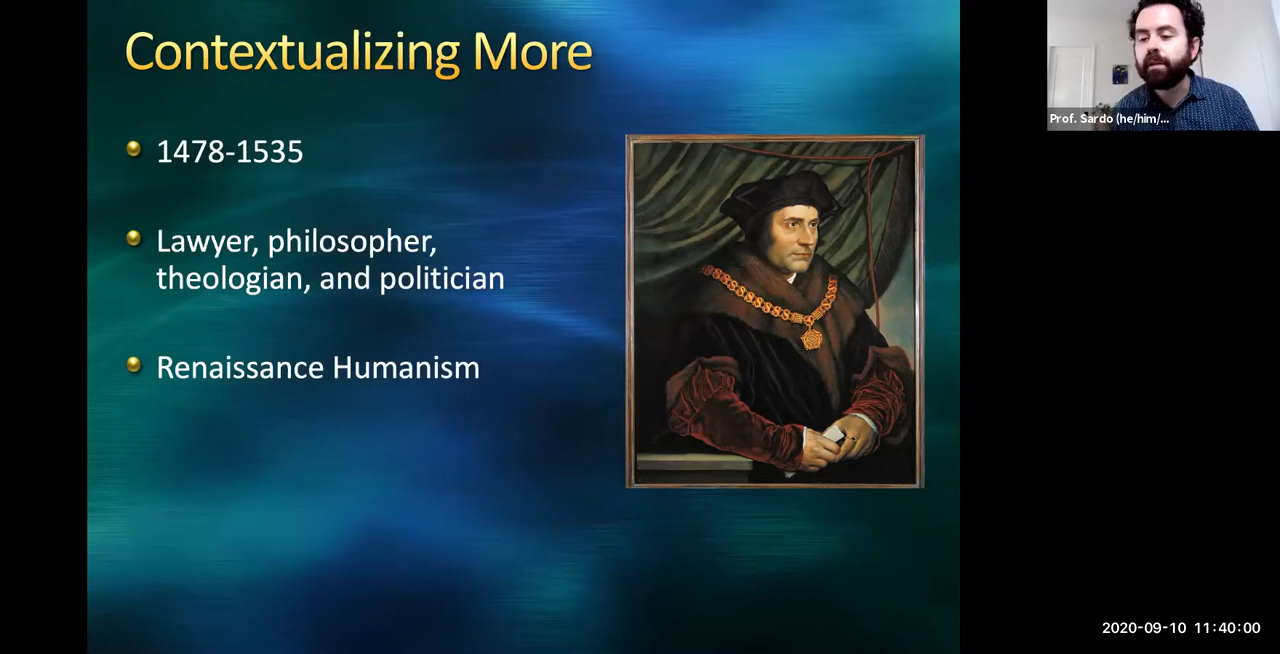 Contextualizing More
1478-1535
Lawyer, philosopher,
theologian, and politician
Renaissance Humanism
Prof. Sardo (he/him/...
2020-09-10 11:40:00